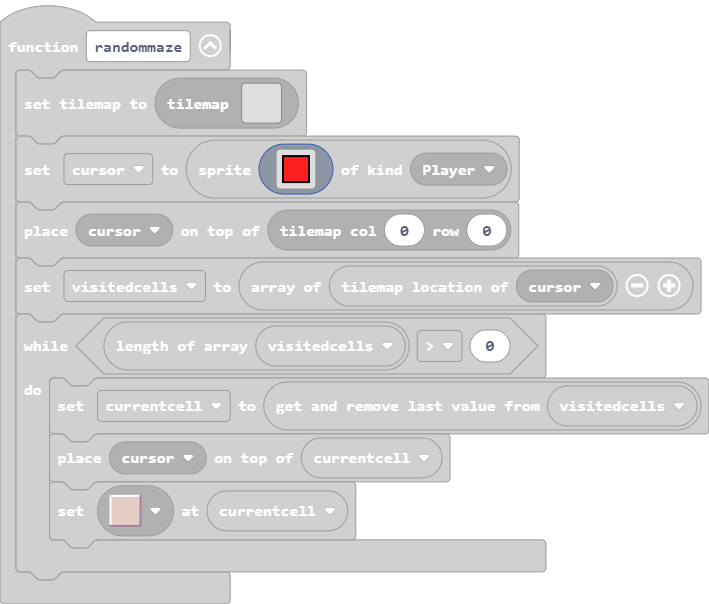 function randommaze
set tilemap to tilemap
set cursor to sprite of kind Player
place cursor on top of tilemap col 0 row 0
set visitedcells to array of tilemap location of cursor
while length of array visitedcells > 0
do
set currentcell to get and remove last value from visitedcells
place cursor on top of currentcell
set at currentcell